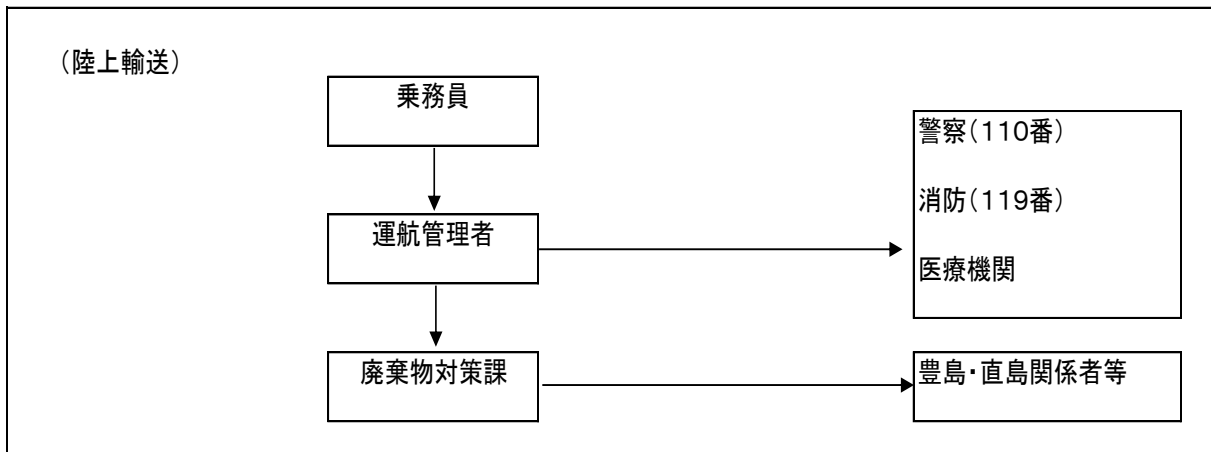 （陸上輸送）
乗務員
警察（１１０番）
消防（１１９番）
運航管理者
医療機関
廃棄物対策課
豊島・直島関係者等